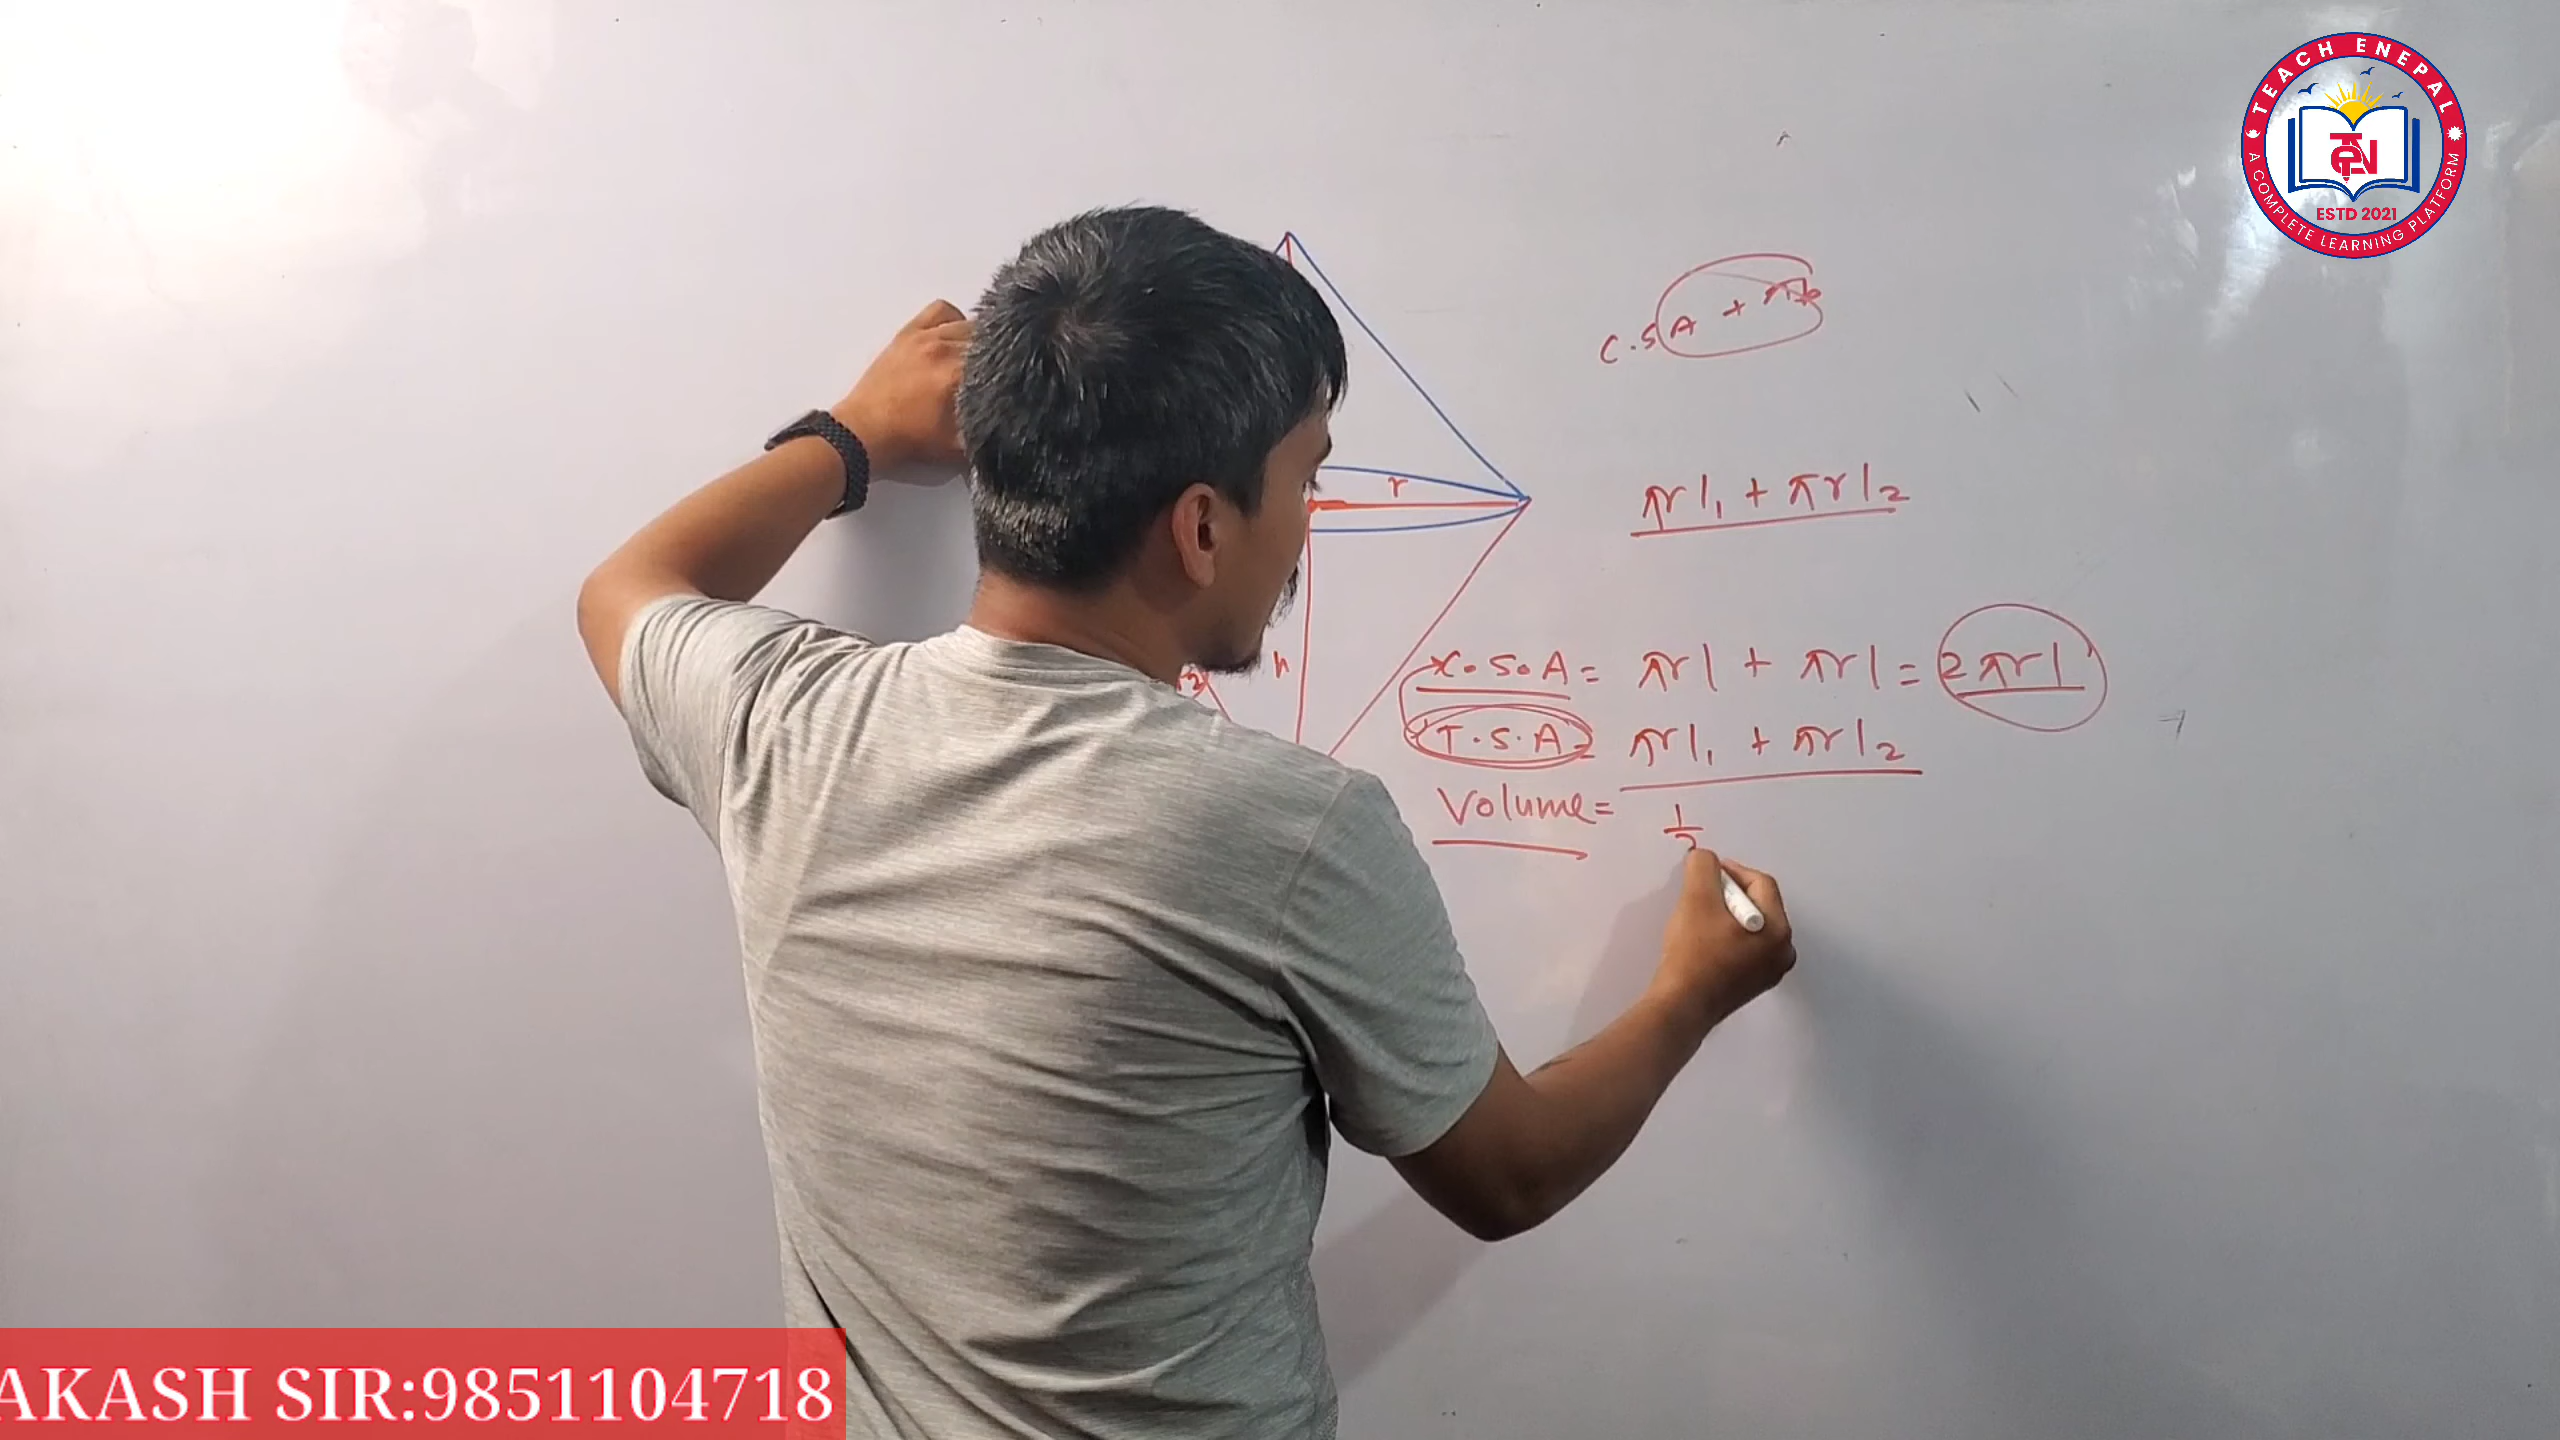 TEACH ENEPAL
TEN
ESTD 2021
A COMPLETE LEARNING PLATFORM
C.SA +
r
πrl₁ + πrl₂
h
X.S.A = πrl + πrl = 2πrl
T.S.A = πrl₁ + πrl₂
Volume = 1/3
AKASH SIR:9851104718